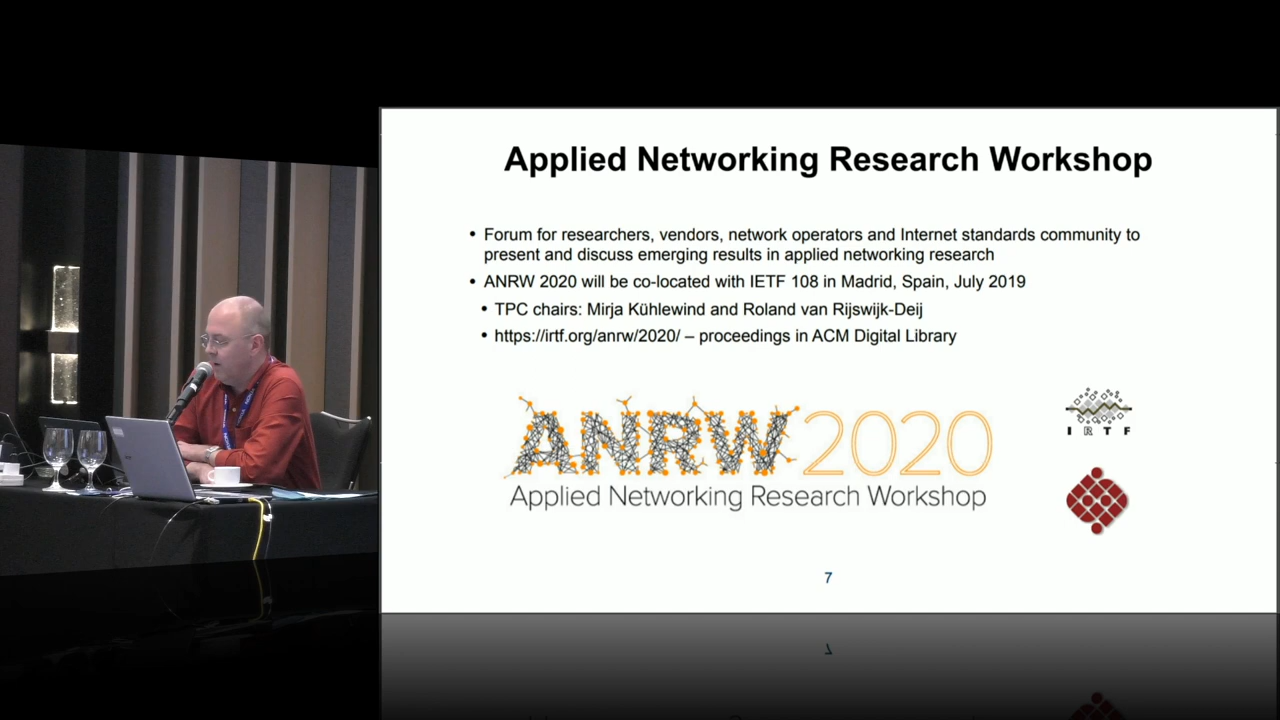 Applied Networking Research Workshop
• Forum for researchers, vendors, network operators and Internet standards community to
present and discuss emerging results in applied networking research
• ANRW 2020 will be co-located with IETF 108 in Madrid, Spain, July 2019
• TPC chairs: Mirja Kühlewind and Roland van Rijswijk-Deij
• https://irtf.org/anrw/2020/ – proceedings in ACM Digital Library
ANRW 2020
I R T F
Applied Networking Research Workshop
7